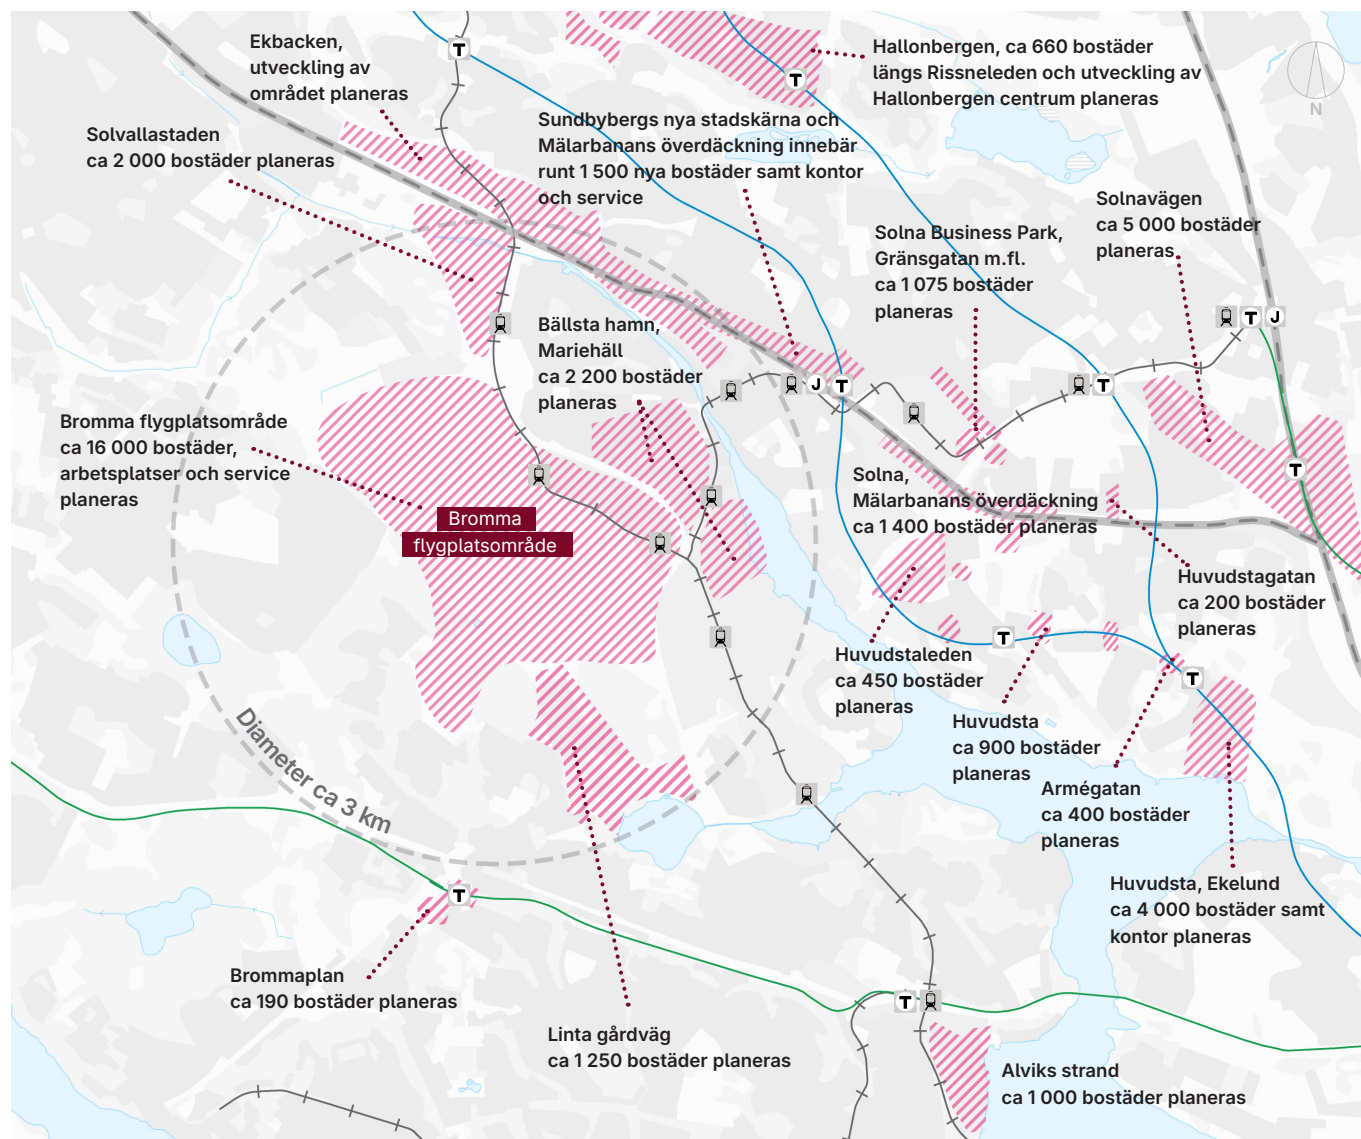 Ekbacken,
utveckling av
området planeras
Hallonbergen, ca 660 bostäder
längs Rissneleden och utveckling av
Hallonbergen centrum planeras
N
Solvallastaden
ca 2 000 bostäder planeras
Sundbybergs nya stadskärna och
Mälarbanans överdäckning innebär
runt 1 500 nya bostäder samt kontor
och service
Solnavägen
ca 5 000 bostäder
planeras
Solna Business Park,
Gränsgatan m.fl.
ca 1 075 bostäder
planeras
Bällsta hamn,
Mariehäll
ca 2 200 bostäder
planeras
Bromma flygplatsområde
ca 16 000 bostäder,
arbetsplatser och service
planeras
Bromma
flygplatsområde
Solna,
Mälarbanans överdäckning
ca 1 400 bostäder planeras
Huvudstagatan
ca 200 bostäder
planeras
Huvudstaleden
ca 450 bostäder
planeras
Huvudsta
ca 900 bostäder
planeras
Armégatan
ca 400 bostäder
planeras
Huvudsta, Ekelund
ca 4 000 bostäder samt
kontor planeras
Diameter ca 3 km
Brommaplan
ca 190 bostäder planeras
Linta gårdväg
ca 1 250 bostäder planeras
Alviks strand
ca 1 000 bostäder planeras
T
T
T
J
J
T
T
T
T
T
T
T